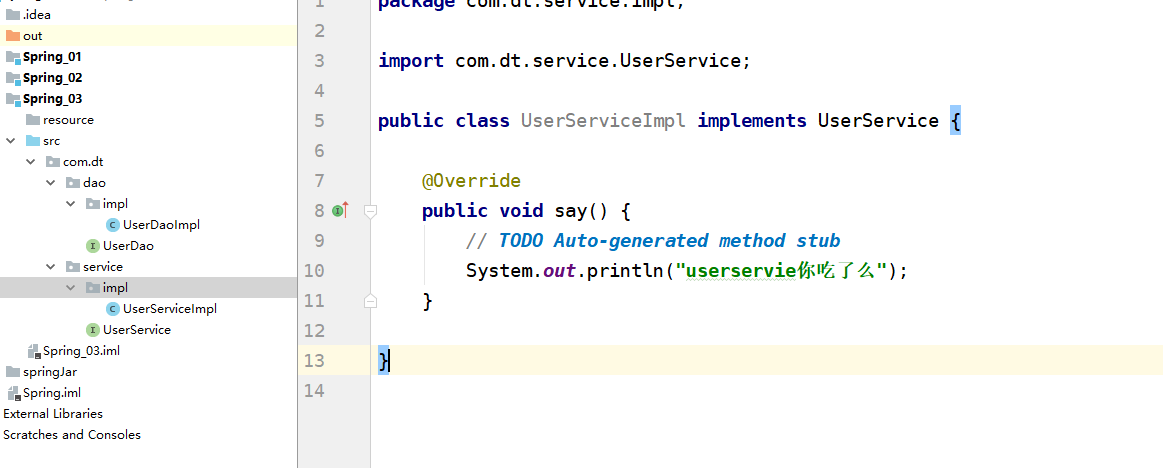 .idea
out
Spring_01
Spring_02
Spring_03
resource
src
com.dt
dao
impl
UserDaoImpl
UserDao
service
impl
UserServiceImpl
UserService
Spring_03.iml
springJar
Spring.iml
External Libraries
Scratches and Consoles
1 package com.dt.service.impl;
2
3 import com.dt.service.UserService;
4
5 public class UserServiceImpl implements UserService {
6
7 @Override
8 public void say() {
9 // TODO Auto-generated method stub
10 System.out.println("userservie你吃了么");
11 }
12
13 }
14